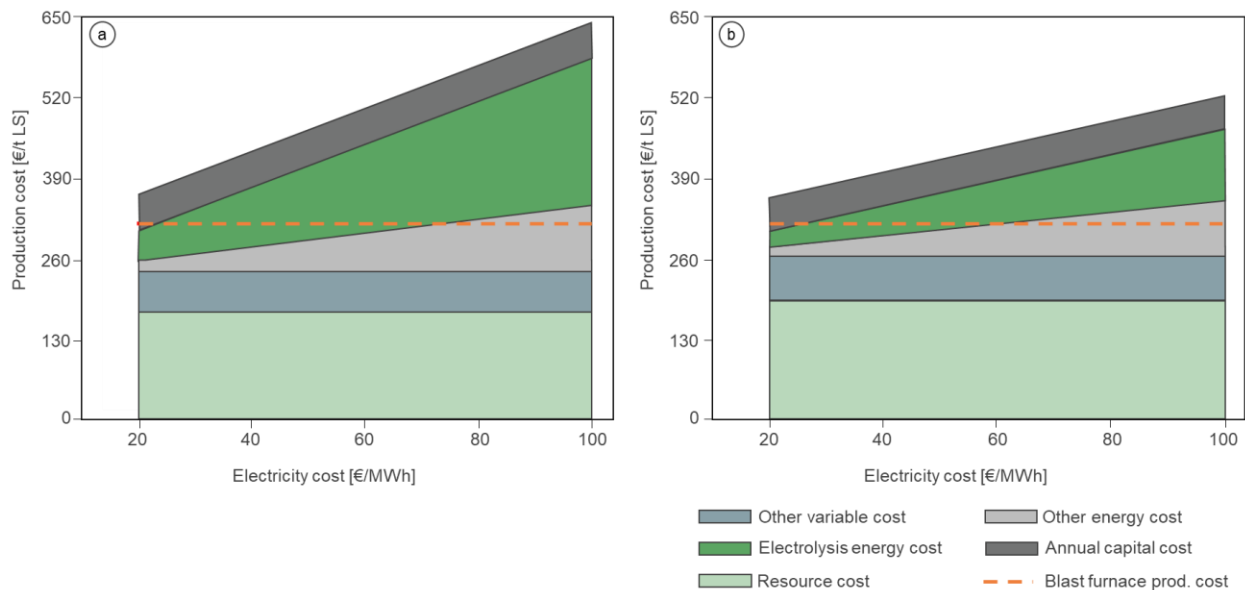 a
650
520
390
260
130
0
Production cost [€/t LS]
20 40 60 80 100
Electricity cost [€/MWh]
b
650
520
390
260
130
0
Production cost [€/t LS]
20 40 60 80 100
Electricity cost [€/MWh]
Other variable cost
Other energy cost
Electrolysis energy cost
Annual capital cost
Resource cost
Blast furnace prod. cost